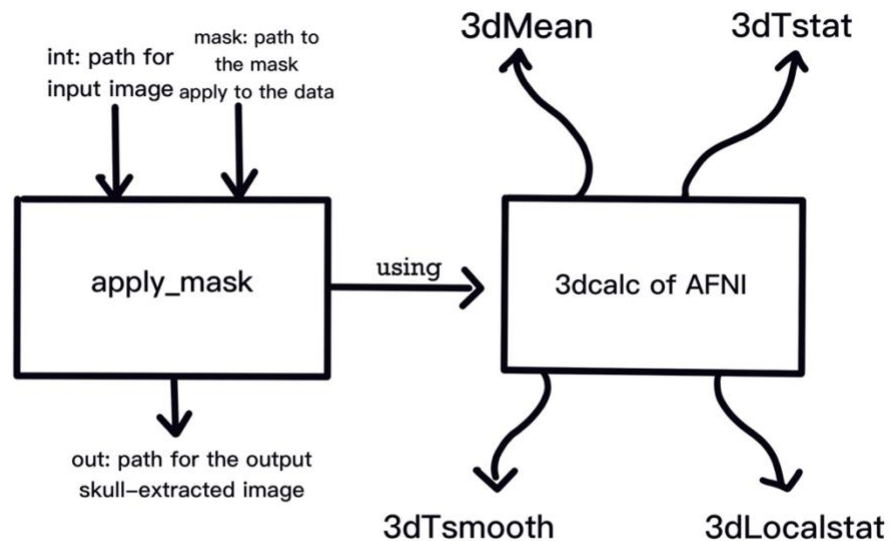 int: path for
input image
mask: path to
the mask
apply to the data
3dMean
3dTstat
apply_mask
using
3dcalc of AFNI
out: path for the output
skull-extracted image
3dTsmooth
3dLocalstat